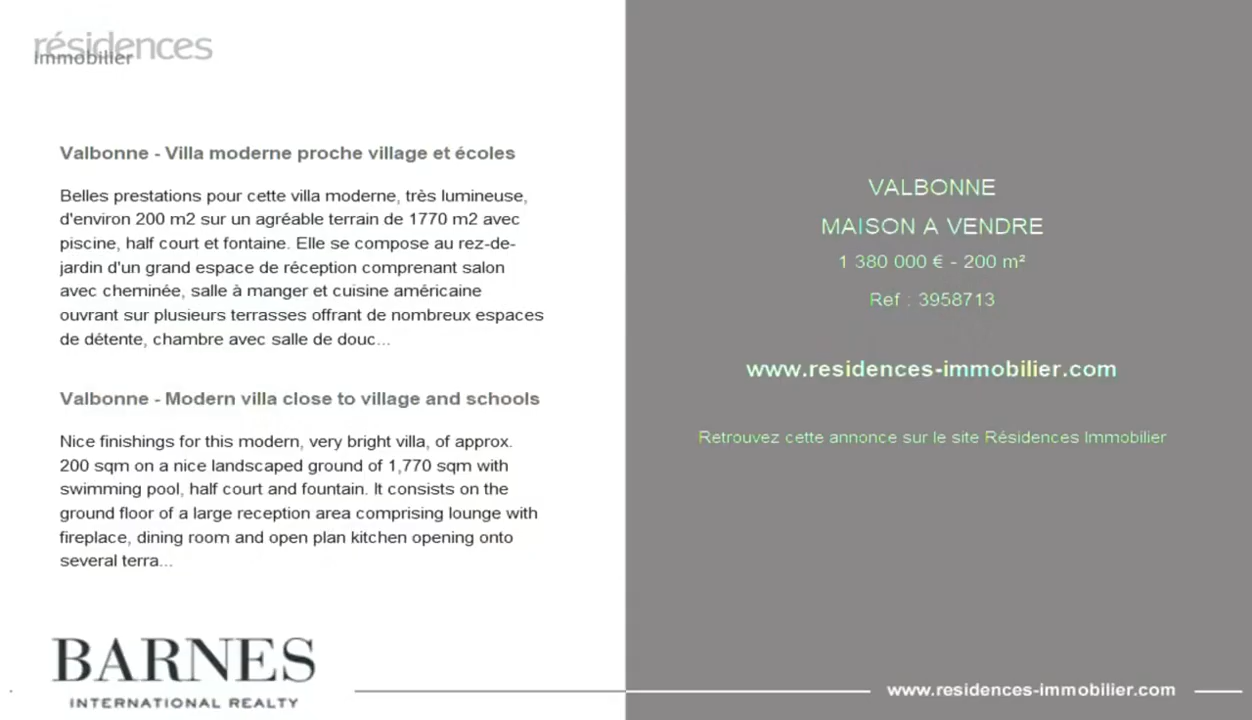 résidences
Immobilier
Valbonne - Villa moderne proche village et écoles
Belles prestations pour cette villa moderne, très lumineuse,
d'environ 200 m2 sur un agréable terrain de 1770 m2 avec
piscine, half court et fontaine. Elle se compose au rez-de-
jardin d'un grand espace de réception comprenant salon
avec cheminée, salle à manger et cuisine américaine
ouvrant sur plusieurs terrasses offrant de nombreux espaces
de détente, chambre avec salle de douc...
Valbonne - Modern villa close to village and schools
Nice finishings for this modern, very bright villa, of approx.
200 sqm on a nice landscaped ground of 1,770 sqm with
swimming pool, half court and fountain. It consists on the
ground floor of a large reception area comprising lounge with
fireplace, dining room and open plan kitchen opening onto
several terra...
BARNES
INTERNATIONAL REALTY
VALBONNE
MAISON A VENDRE
1 380 000 € - 200 m²
Ref : 3958713
www.residences-immobilier.com
Retrouvez cette annonce sur le site Résidences Immobilier
www.residences-immobilier.com